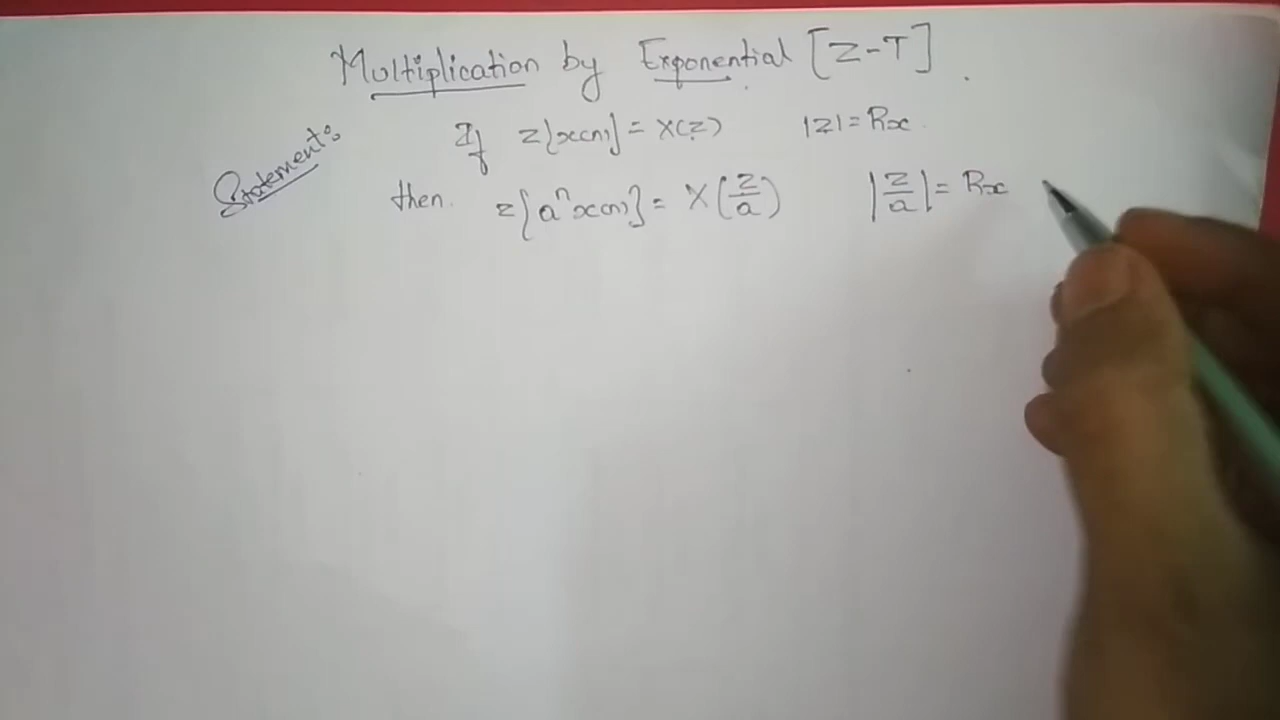 Multiplication by Exponential [Z-T].
Statement:
If z{x(n)} = X(z) |z| = Rx
then z{aⁿx(n)} = X(z/a) |z/a| = Rx